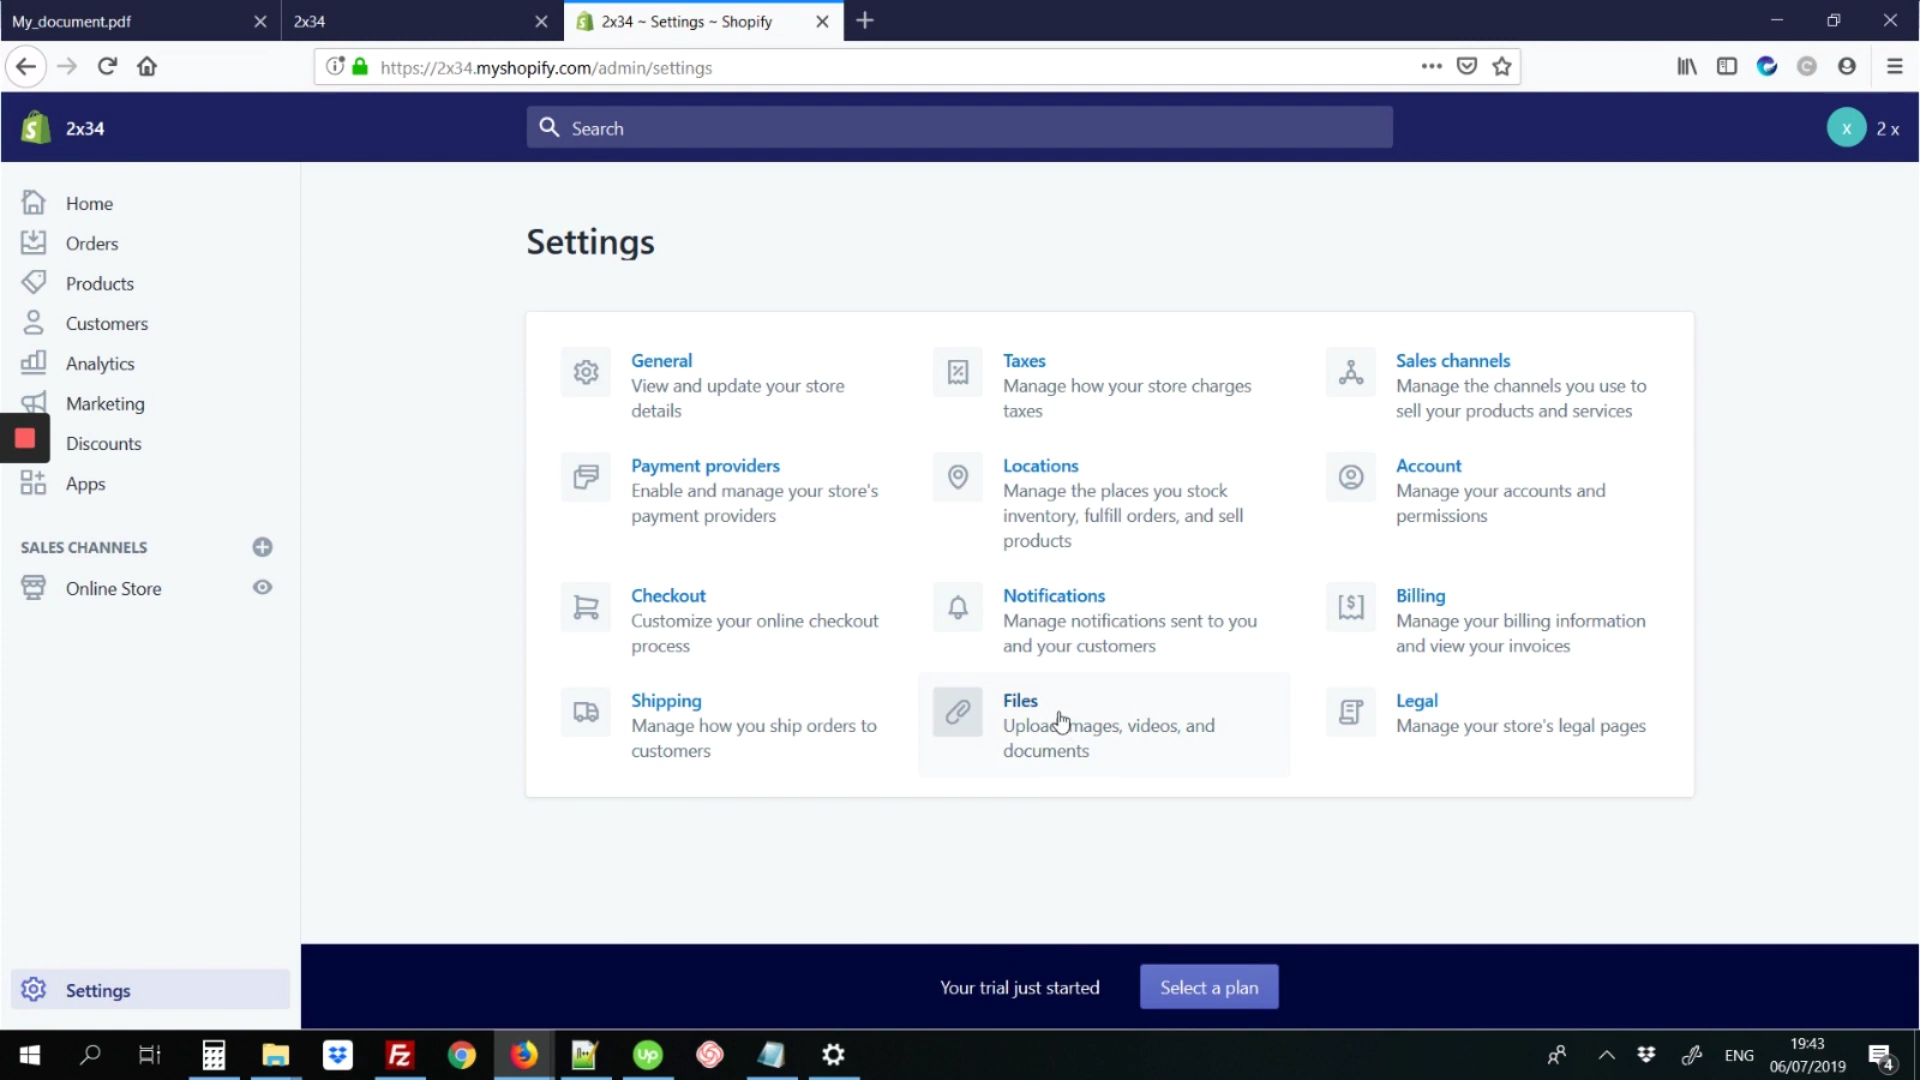 My_document.pdf
2x34
2x34 ~ Settings ~ Shopify
https://2x34.myshopify.com/admin/settings
2x34
Search
x
2 x
Home
Orders
Products
Customers
Analytics
Marketing
Discounts
Apps
SALES CHANNELS
Online Store
Settings
Settings
General
View and update your store
details
Taxes
Manage how your store charges
taxes
Sales channels
Manage the channels you use to
sell your products and services
Payment providers
Enable and manage your store's
payment providers
Locations
Manage the places you stock
inventory, fulfill orders, and sell
products
Account
Manage your accounts and
permissions
Checkout
Customize your online checkout
process
Notifications
Manage notifications sent to you
and your customers
Billing
Manage your billing information
and view your invoices
Shipping
Manage how you ship orders to
customers
Files
Upload images, videos, and
documents
Legal
Manage your store's legal pages
Your trial just started
Select a plan
Fz
Up
ENG
19:43
06/07/2019
4